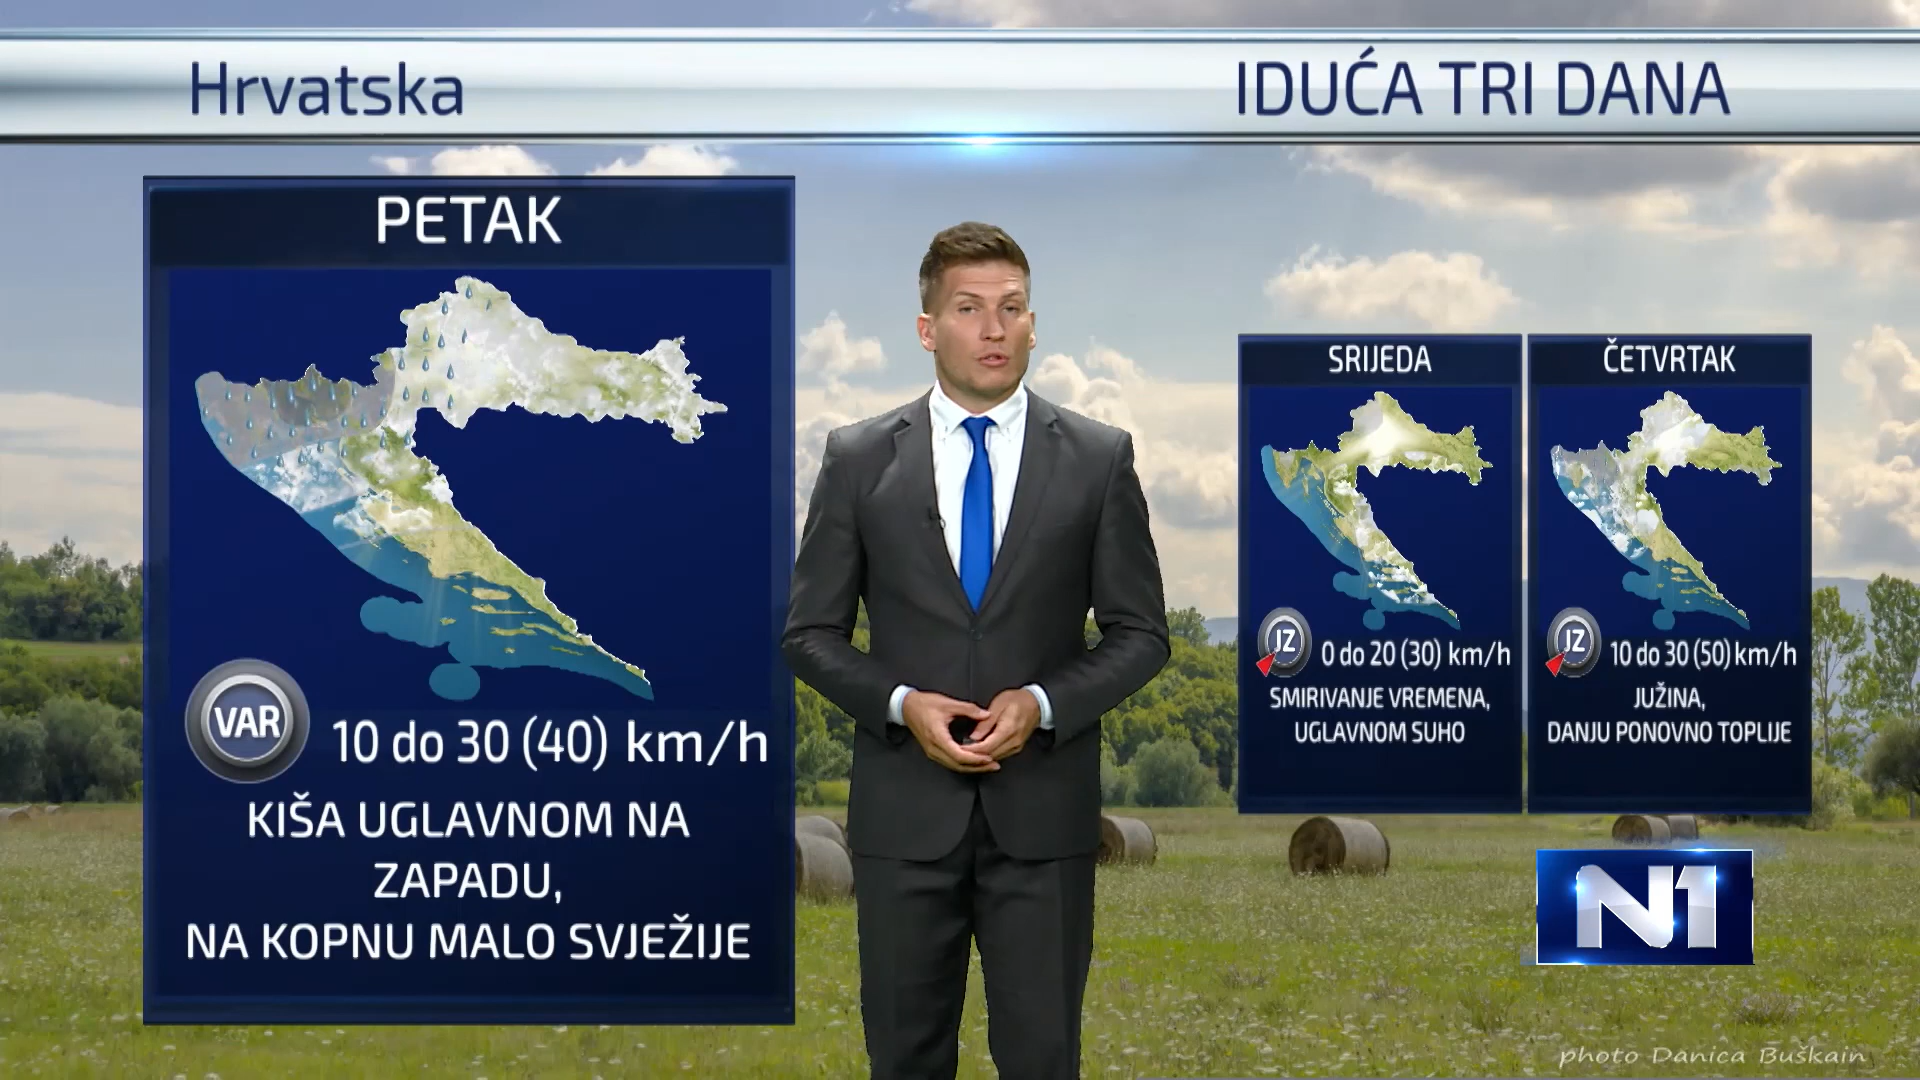 Hrvatska
IDUĆA TRI DANA
PETAK
VAR
10 do 30 (40) km/h
KIŠA UGLAVNOM NA
ZAPADU,
NA KOPNU MALO SVJEŽIJE
SRIJEDA
JZ
0 do 20 (30) km/h
SMIRIVANJE VREMENA,
UGLAVNOM SUHO
ČETVRTAK
JZ
10 do 30 (50) km/h
JUŽINA,
DANJU PONOVNO TOPLIJE
N1
photo Danica Buškain